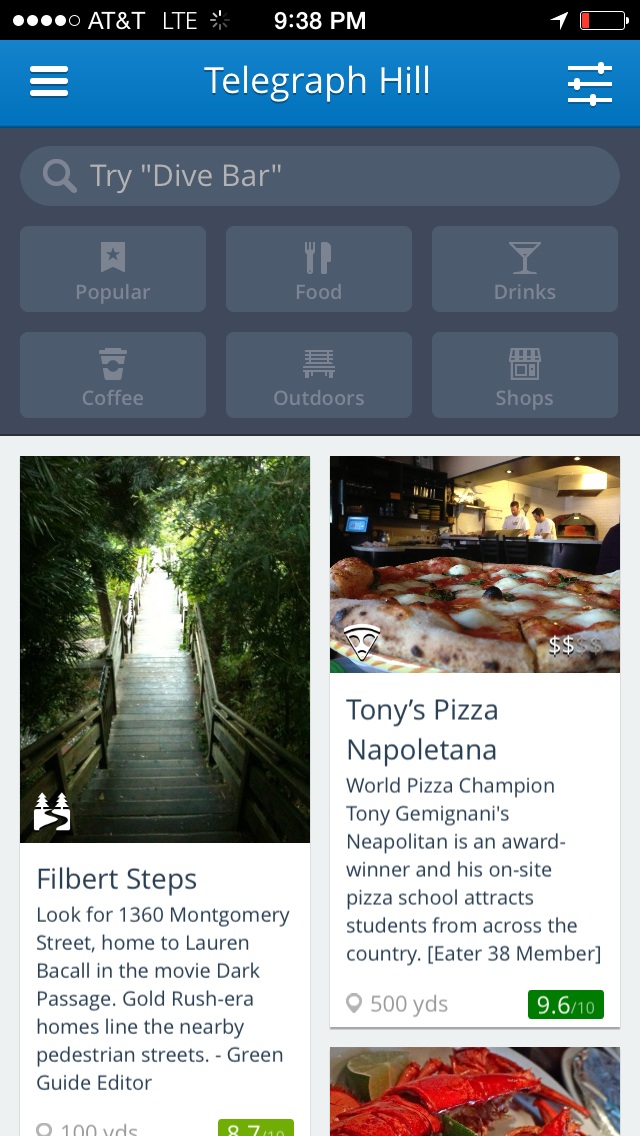 AT&T LTE 9:38 PM
Telegraph Hill
Try "Dive Bar"
Popular Food Drinks
Coffee Outdoors Shops
Filbert Steps
Look for 1360 Montgomery
Street, home to Lauren
Bacall in the movie Dark
Passage. Gold Rush-era
homes line the nearby
pedestrian streets. - Green
Guide Editor
100 yds 8.7/10
$$$$
Tony’s Pizza
Napoletana
World Pizza Champion
Tony Gemignani's
Neapolitan is an award-
winner and his on-site
pizza school attracts
students from across the
country. [Eater 38 Member]
500 yds 9.6/10